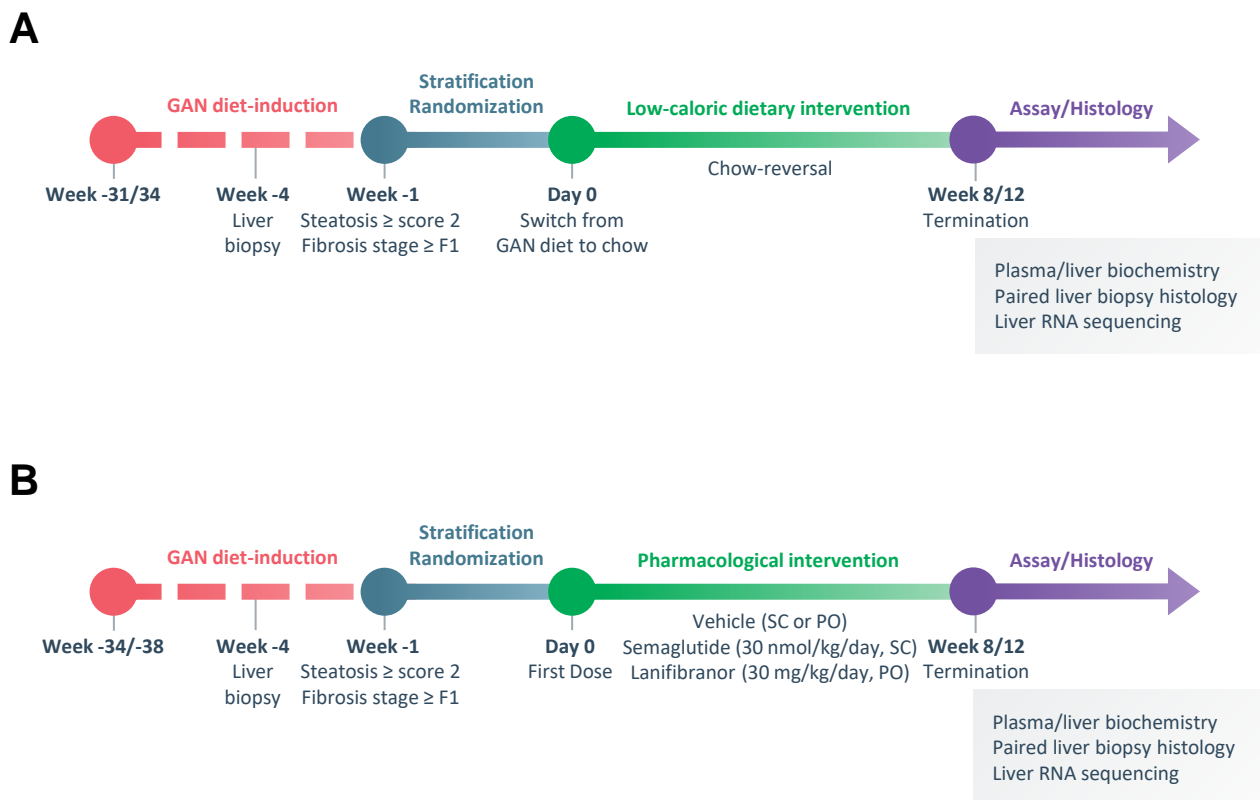 A
GAN diet-induction
Stratification
Randomization
Low-caloric dietary intervention
Assay/Histology
Chow-reversal
Week -31/34
Week -4
Liver
biopsy
Week -1
Steatosis ≥ score 2
Fibrosis stage ≥ F1
Day 0
Switch from
GAN diet to chow
Week 8/12
Termination
Plasma/liver biochemistry
Paired liver biopsy histology
Liver RNA sequencing
B
GAN diet-induction
Stratification
Randomization
Pharmacological intervention
Assay/Histology
Week -34/-38
Week -4
Liver
biopsy
Week -1
Steatosis ≥ score 2
Fibrosis stage ≥ F1
Day 0
First Dose
Vehicle (SC or PO)
Semaglutide (30 nmol/kg/day, SC)
Lanifibranor (30 mg/kg/day, PO)
Week 8/12
Termination
Plasma/liver biochemistry
Paired liver biopsy histology
Liver RNA sequencing